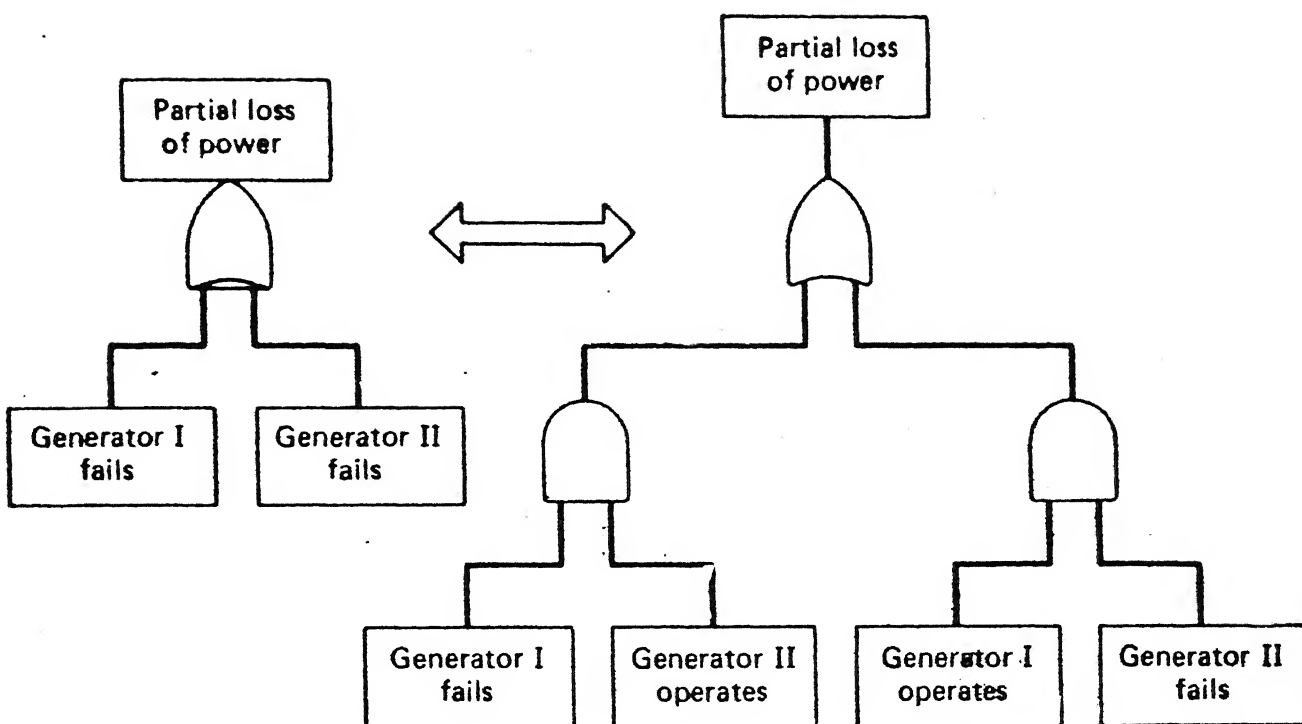 Partial loss
of power
Generator I
fails
Generator II
fails
Partial loss
of power
Generator I
fails
Generator II
operates
Generator I
operates
Generator II
fails